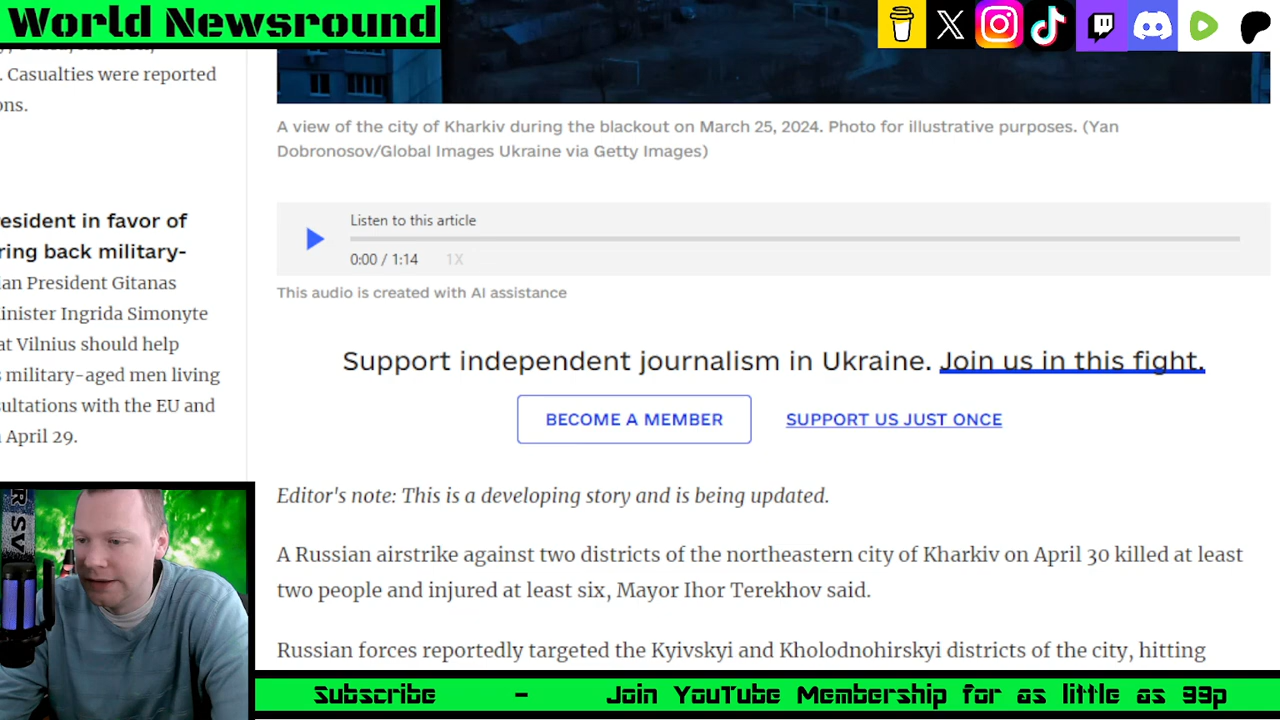 World Newsround
. Casualties were reported
ons.
esident in favor of
ring back military-
ian President Gitanas
inister Ingrida Simonyte
at Vilnius should help
s military-aged men living
sultations with the EU and
April 29.
A view of the city of Kharkiv during the blackout on March 25, 2024. Photo for illustrative purposes. (Yan
Dobronosov/Global Images Ukraine via Getty Images)
Listen to this article
0:00 / 1:14 1X
This audio is created with AI assistance
Support independent journalism in Ukraine. Join us in this fight.
BECOME A MEMBER SUPPORT US JUST ONCE
Editor's note: This is a developing story and is being updated.
A Russian airstrike against two districts of the northeastern city of Kharkiv on April 30 killed at least
two people and injured at least six, Mayor Ihor Terekhov said.
Russian forces reportedly targeted the Kyivskyi and Kholodnohirskyi districts of the city, hitting
Subscribe - Join YouTube Membership for as little as 99p